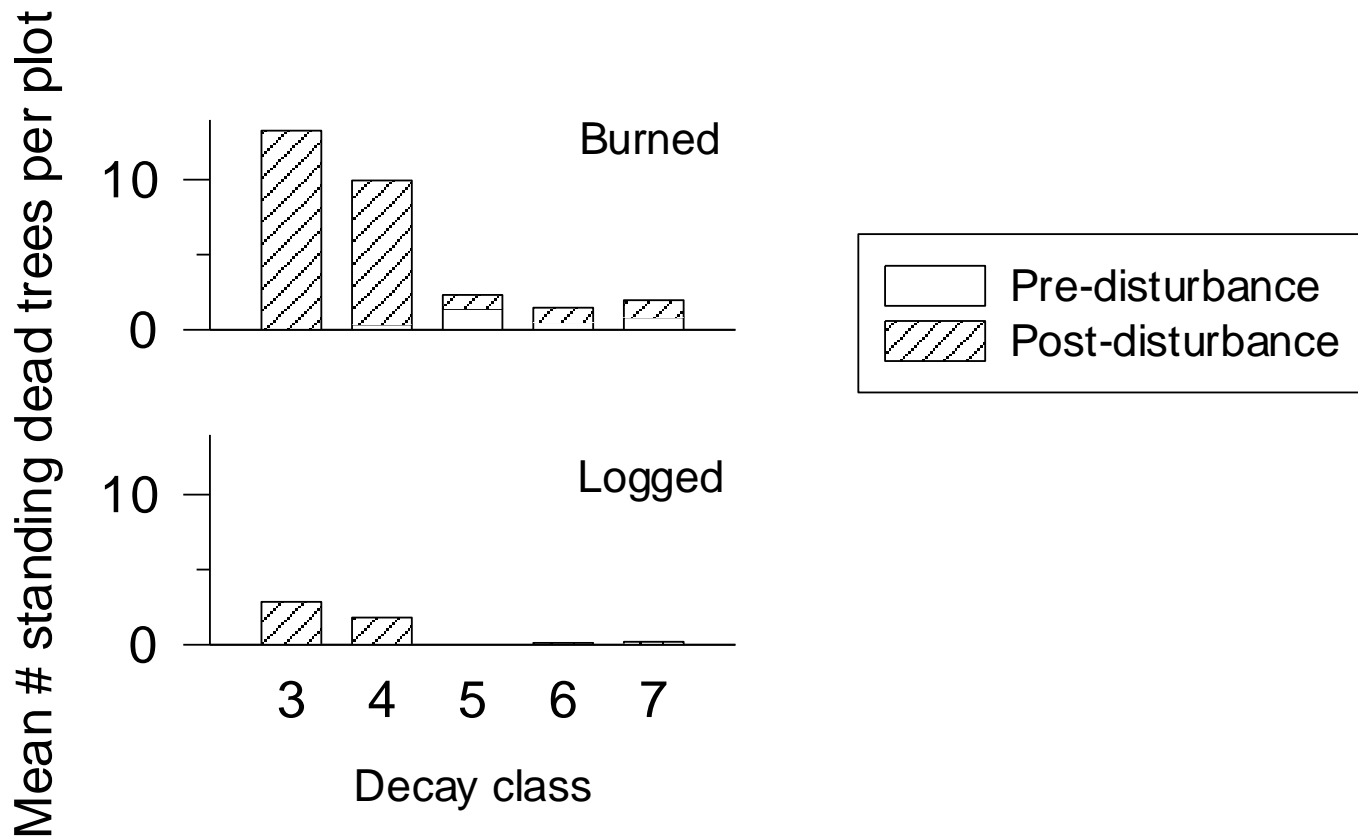 Mean # standing dead trees per plot
Burned
10
0
Pre-disturbance
Post-disturbance
Logged
10
0
3 4 5 6 7
Decay class